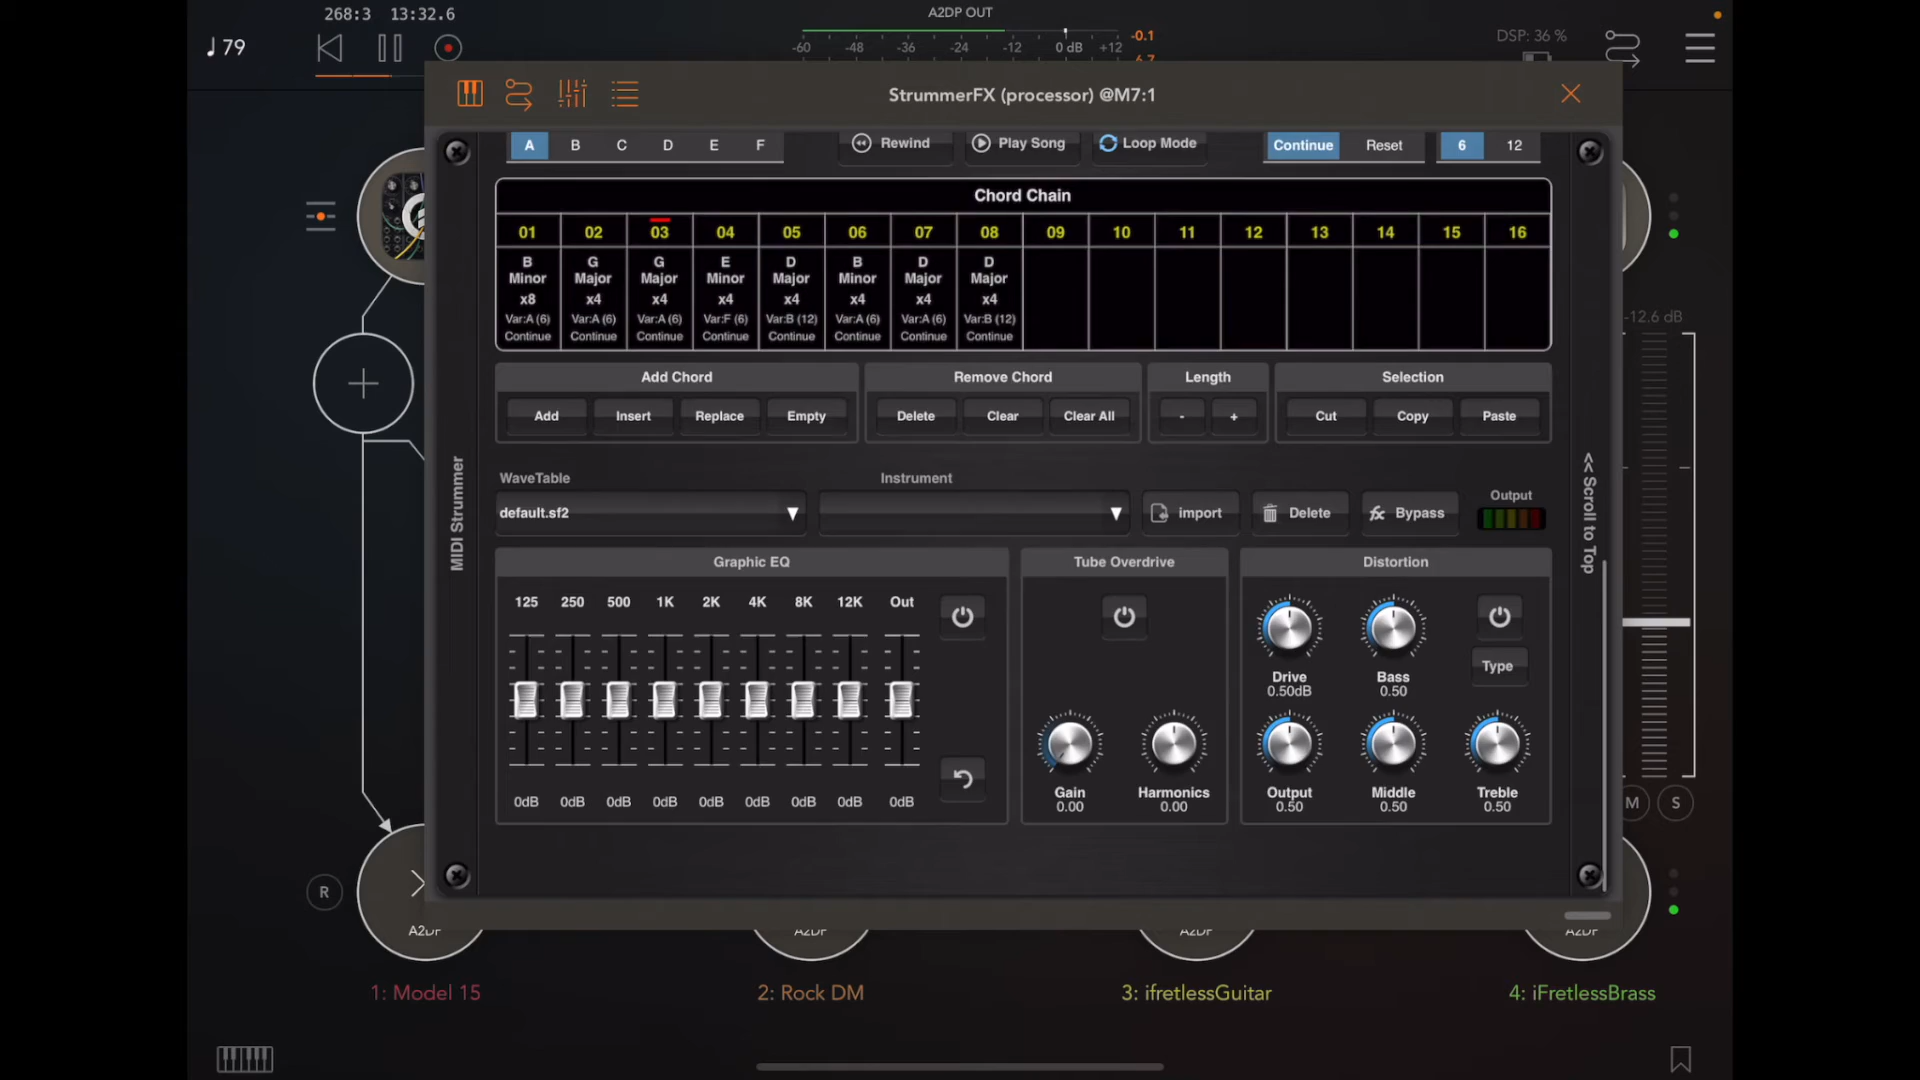 268:3 13:32.6
A2DP OUT
79
-60 -48 -36 -24 -12 0 dB +12
-0.1
DSP: 36 %
StrummerFX (processor) @M7:1
A B C D E F
Rewind
Play Song
Loop Mode
Continue Reset
6 12
Chord Chain
01 02 03 04 05 06 07 08 09 10 11 12 13 14 15 16
B G G E D B D D
Minor Major Major Minor Major Minor Major Major
x8 x4 x4 x4 x4 x4 x4 x4
Var:A (6) Var:A (6) Var:A (6) Var:F (6) Var:B (12) Var:A (6) Var:A (6) Var:B (12)
Continue Continue Continue Continue Continue Continue Continue Continue
-12.6 dB
Add Chord Remove Chord Length Selection
Add Insert Replace Empty Delete Clear Clear All - + Cut Copy Paste
WaveTable Instrument
Output
default.sf2
import
Delete
fx Bypass
MIDI Strummer
<< Scroll to Top
Graphic EQ Tube Overdrive Distortion
125 250 500 1K 2K 4K 8K 12K Out
Type
Drive Bass
0.50dB 0.50
Gain Harmonics Output Middle Treble
0.00 0.00 0.50 0.50 0.50
0dB 0dB 0dB 0dB 0dB 0dB 0dB 0dB 0dB
M S
R
A2DP A2DP A2DP A2DP
1: Model 15 2: Rock DM 3: ifretlessGuitar 4: iFretlessBrass